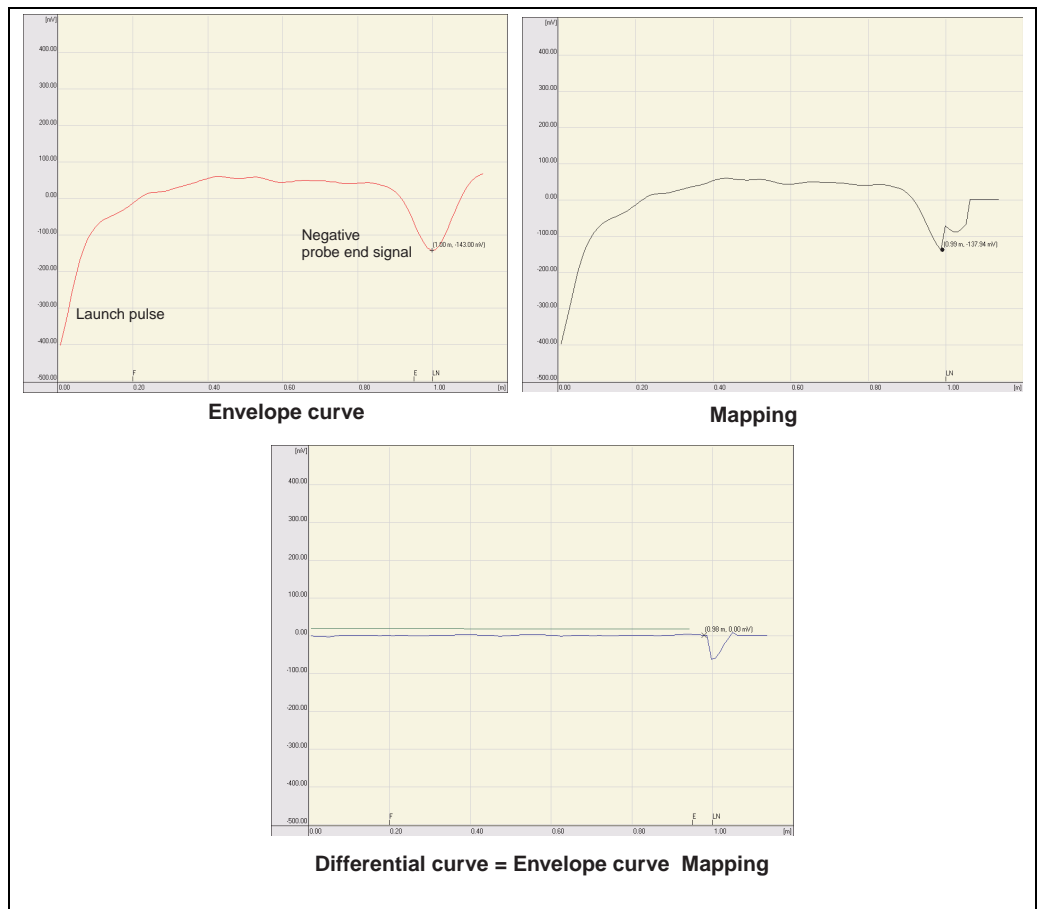 [mV]
400.00
300.00
200.00
100.00
0.00
-100.00
-200.00
-300.00
-400.00
-500.00
Negative
probe end signal
(1.00 m, -143.00 mV)
Launch pulse
F
E
LN
0.00 0.20 0.40 0.60 0.80 1.00 [m]
Envelope curve
[mV]
400.00
300.00
200.00
100.00
0.00
-100.00
-200.00
-300.00
-400.00
-500.00
(0.99 m, -137.94 mV)
LN
0.00 0.20 0.40 0.60 0.80 1.00 [m]
Mapping
[mV]
400.00
300.00
200.00
100.00
0.00
-100.00
-200.00
-300.00
-400.00
-500.00
(0.98 m, 0.00 mV)
F
E
LN
0.00 0.20 0.40 0.60 0.80 1.00 [m]
Differential curve = Envelope curve Mapping